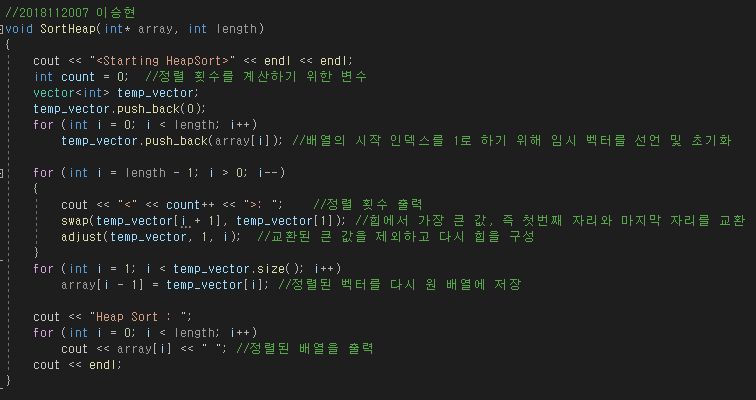 //2018112007 이승현
void SortHeap(int* array, int length)
{
cout << "<Starting HeapSort>" << endl << endl;
int count = 0;  //정렬 횟수를 계산하기 위한 변수
vector<int> temp_vector;
temp_vector.push_back(0);
for (int i = 0; i < length; i++)
temp_vector.push_back(array[i]); //배열의 시작 인덱스를 1로 하기 위해 임시 벡터를 선언 및 초기화
for (int i = length - 1; i > 0; i--)
{
cout << "<" << count++ << ">: ";    //정렬 횟수 출력
swap(temp_vector[i + 1], temp_vector[1]); //힙에서 가장 큰 값, 즉 첫번째 자리와 마지막 자리를 교환
adjust(temp_vector, 1, i);  //교환된 큰 값을 제외하고 다시 힙을 구성
}
for (int i = 1; i < temp_vector.size(); i++)
array[i - 1] = temp_vector[i]; //정렬된 벡터를 다시 원 배열에 저장
cout << "Heap Sort : ";
for (int i = 0; i < length; i++)
cout << array[i] << " "; //정렬된 배열을 출력
cout << endl;
}